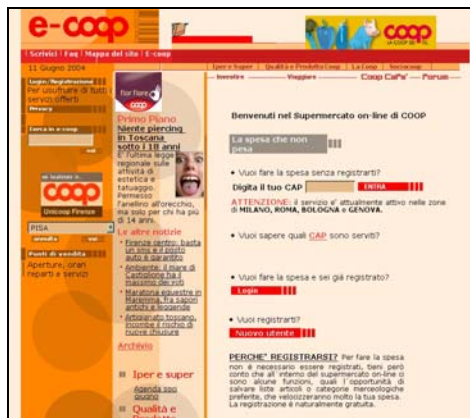 e-coop
coop
LA COOP SEI TU.
Scrivici | Faq | Mappa del sito | E-coop
11 Giugno 2004
Iper e Super | Qualità e Prodotto Coop | La Coop | Sociocoop
Investire
Viaggiare
Coop Cafe'
Forum
Login/Registrazione
Per usufruire di tutti i
servizi offerti
Privacy
Cerca in e-coop
vai
coop
Unicoop Firenze
PISA
annulla
vai
Punti di vendita
Aperture, orari
reparti e servizi
fior fiore
coop
Primo Piano
Niente piercing
in Toscana
sotto i 18 anni
E' l'ultima legge
regionale sulle
attività di
estetica e
tatuaggio.
Permesso
l'anellino all'orecchio,
ma solo per chi ha più
di 14 anni.
Le altre notizie
Firenze centro: basta
un sms e il posto
auto è garantito
Ambiente: il mare di
Castiglione ha il
massimo dei voti
Maratona equestre in
Maremma, fra sapori
antichi e leggende
Artigianato toscano,
incombe il rischio di
nuove chiusure
Archivio
Iper e super
Agenda soci
giugno
Qualità e
Benvenuti nel Supermercato on-line di COOP
La spesa che non
pesa
• Vuoi fare la spesa senza registrarti?
Digita il tuo CAP
ENTRA
ATTENZIONE: il servizio e' attualmente attivo nelle zone
di MILANO, ROMA, BOLOGNA e GENOVA.
• Vuoi sapere quali CAP sono serviti?
• Vuoi fare la spesa e sei già registrato?
Login
• Vuoi registrarti?
Nuovo utente
PERCHE' REGISTRARSI? Per fare la spesa
non è necessario essere registrati, tieni però
conto che all'interno del supermercato on-line ci
sono alcune funzioni, quali l'opportunità di
salvare liste articoli o categorie merceologiche
preferite, che velocizzeranno molto la tua spesa.
La registrazione è naturalmente gratuita.